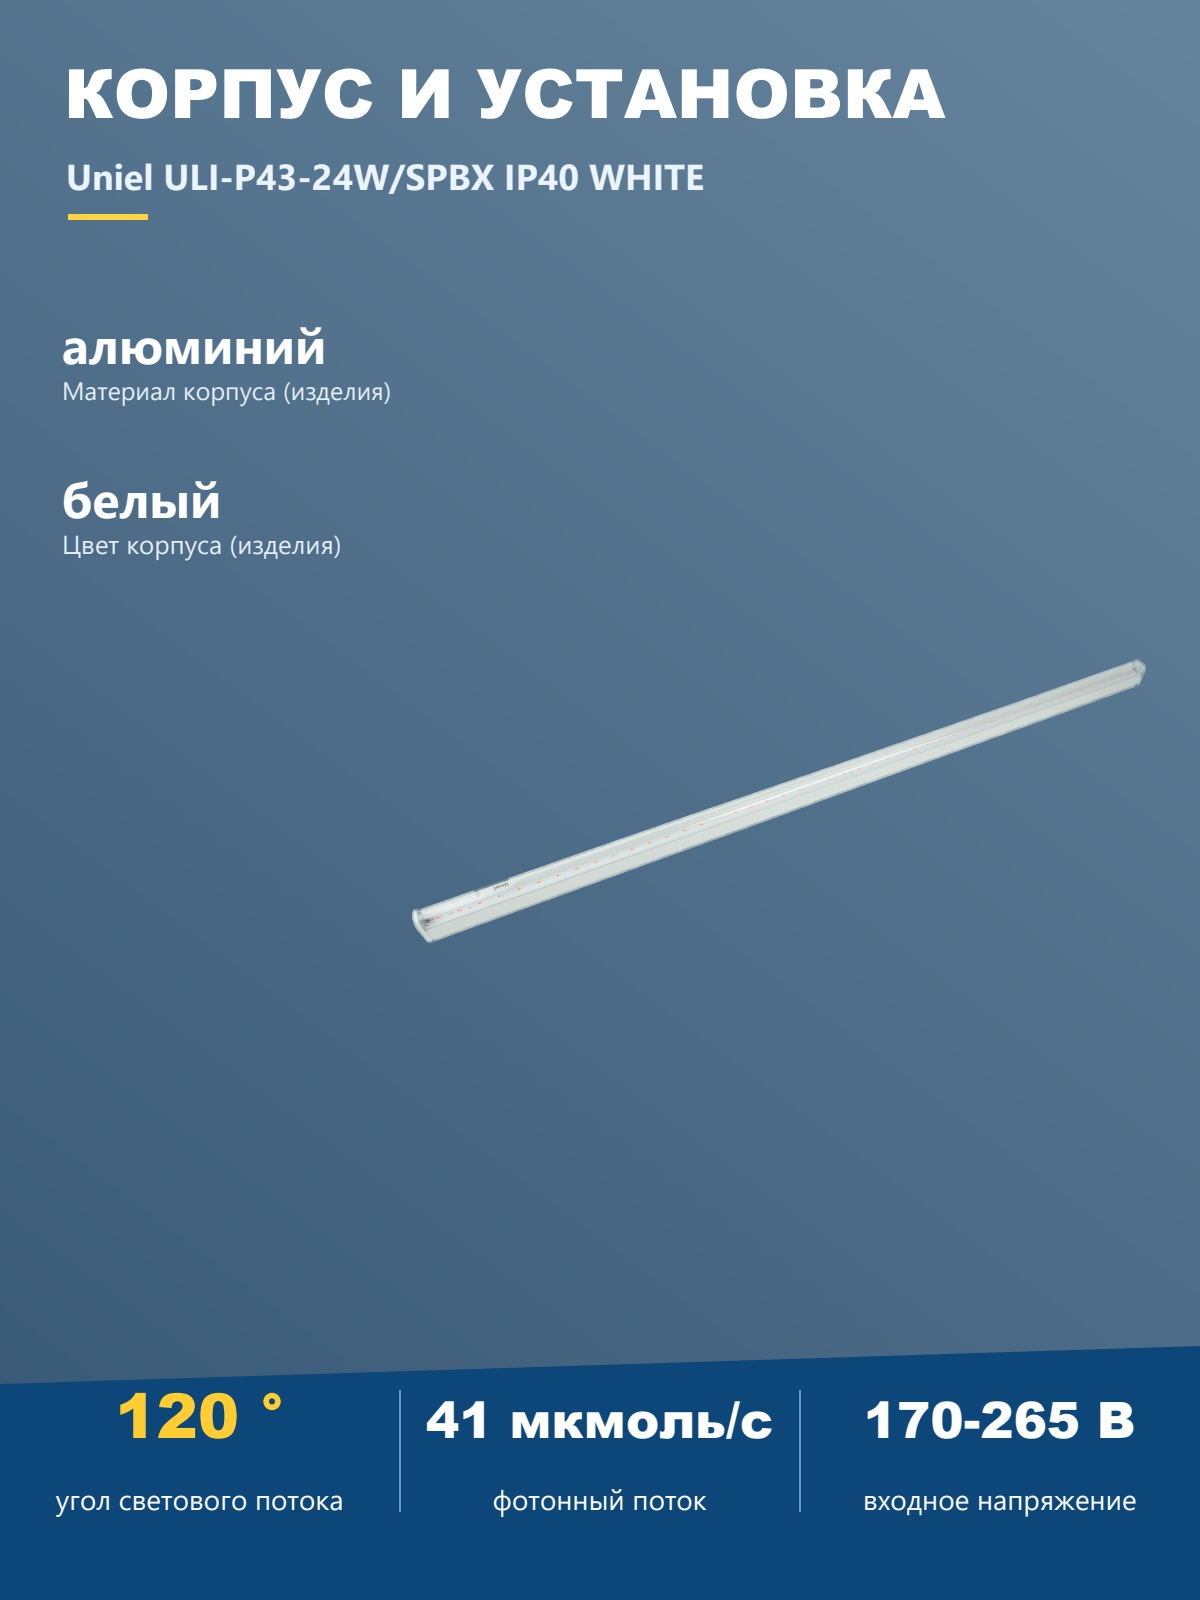 КОРПУС И УСТАНОВКА
Uniel ULI-P43-24W/SPBX IP40 WHITE
алюминий
Материал корпуса (изделия)
белый
Цвет корпуса (изделия)
Uniel
120 °
угол светового потока
41 мкмоль/с
фотонный поток
170-265 В
входное напряжение